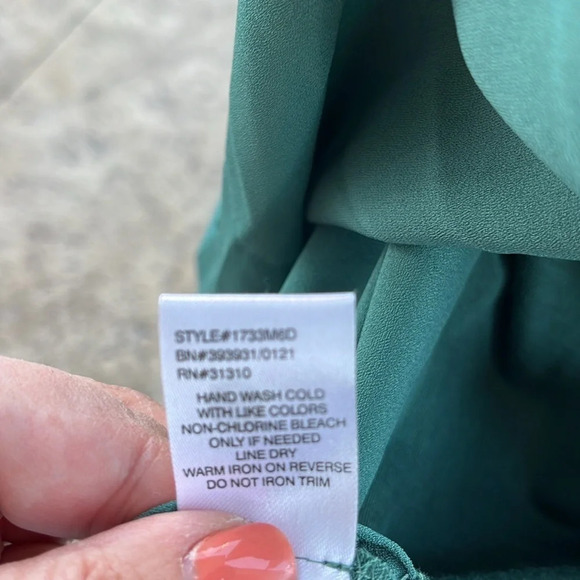 STYLE#1733M6D
BN#393931/0121
RN#31310
HAND WASH COLD
WITH LIKE COLORS
NON-CHLORINE BLEACH
ONLY IF NEEDED
LINE DRY
WARM IRON ON REVERSE
DO NOT IRON TRIM